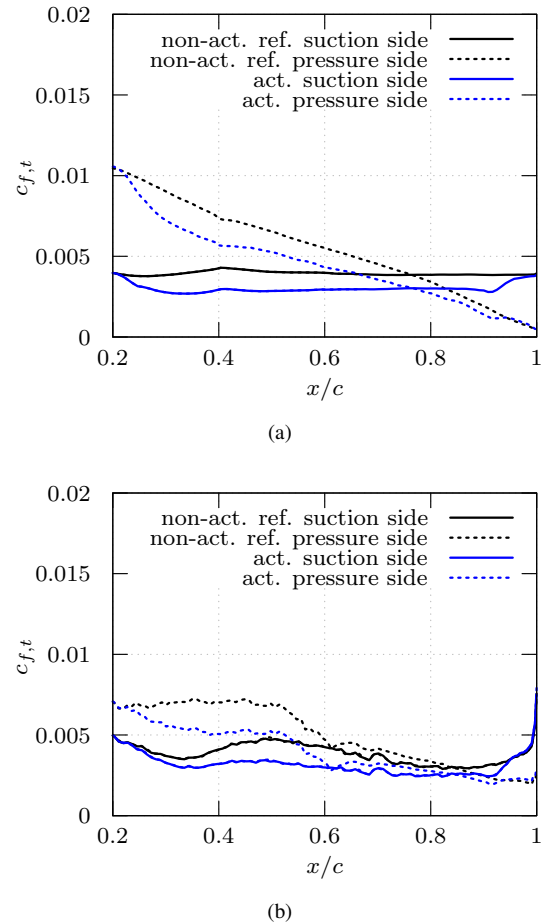 0.02
0.015
0.01
0.005
0
c_{f,t}
non-act. ref. suction side
non-act. ref. pressure side
act. suction side
act. pressure side
0.2 0.4 0.6 0.8 1
x/c
(a)
0.02
0.015
0.01
0.005
0
c_{f,t}
non-act. ref. suction side
non-act. ref. pressure side
act. suction side
act. pressure side
0.2 0.4 0.6 0.8 1
x/c
(b)